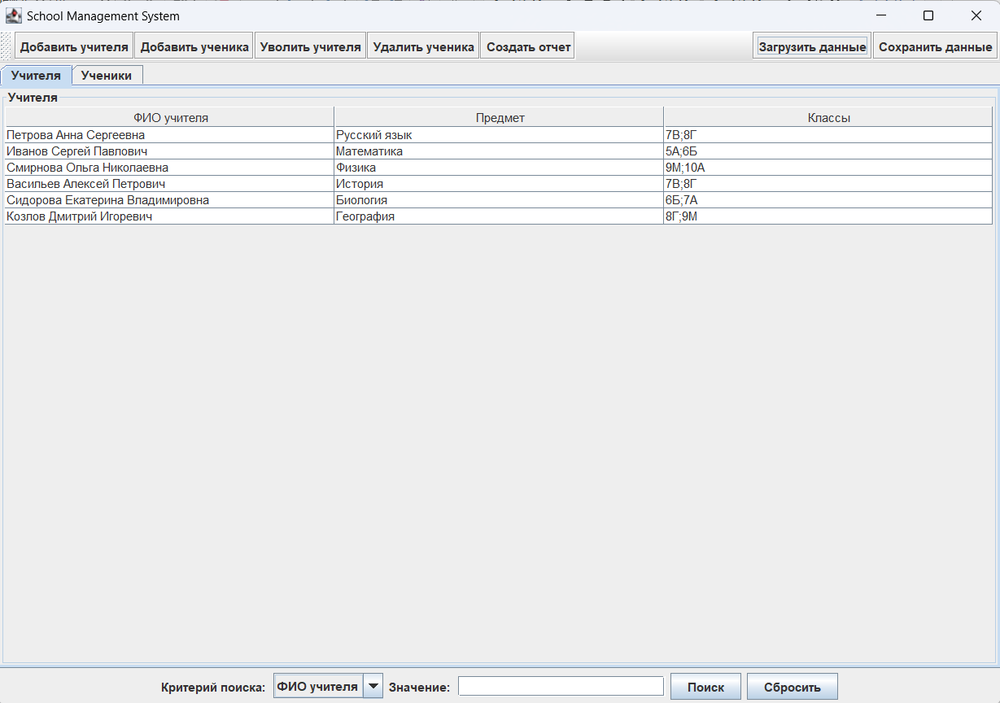 School Management System
Добавить учителя Добавить ученика Уволить учителя Удалить ученика Создать отчет Загрузить данные Сохранить данные
Учителя Ученики
Учителя
ФИО учителя Предмет Классы
Петрова Анна Сергеевна Русский язык 7В;8Г
Иванов Сергей Павлович Математика 5А;6Б
Смирнова Ольга Николаевна Физика 9М;10А
Васильев Алексей Петрович История 7В;8Г
Сидорова Екатерина Владимировна Биология 6Б;7А
Козлов Дмитрий Игоревич География 8Г;9М
Критерий поиска: ФИО учителя Значение: Поиск Сбросить